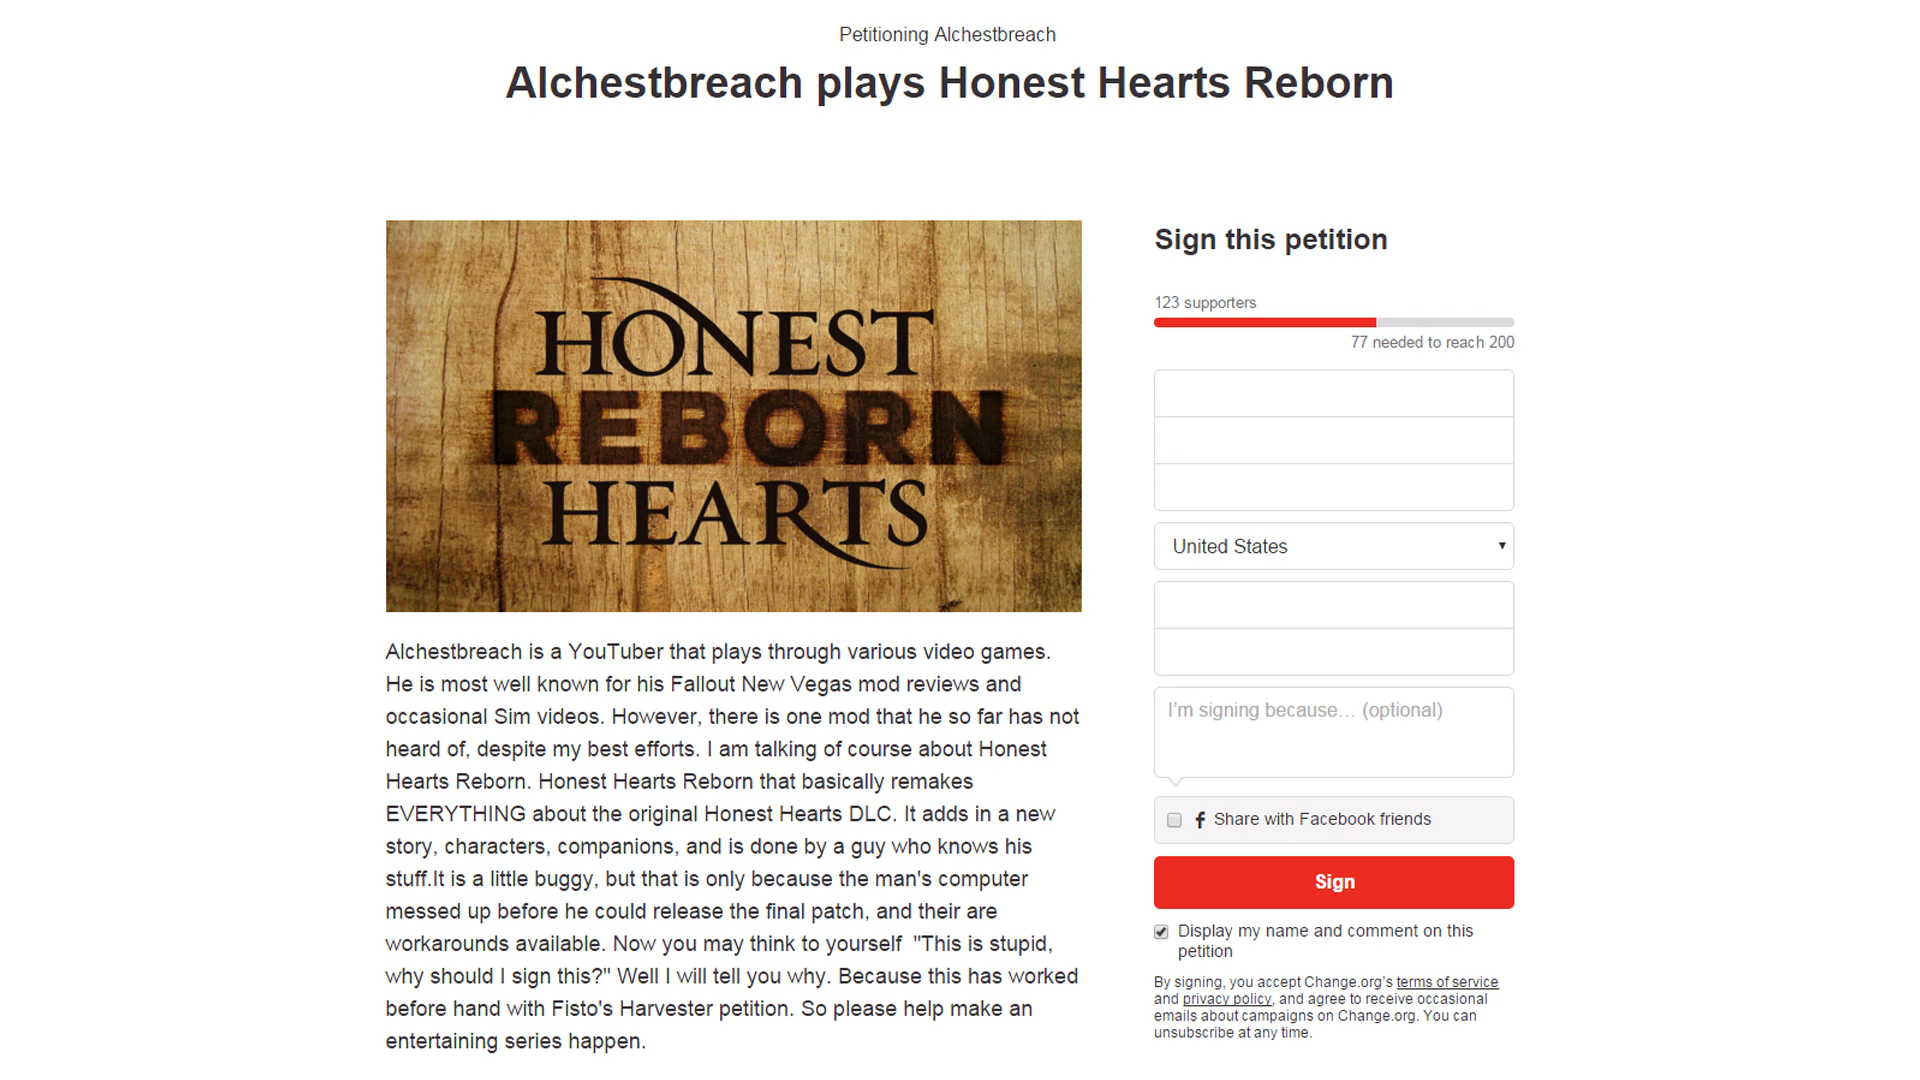 Petitioning Alchestbreach
Alchestbreach plays Honest Hearts Reborn
HONEST
REBORN
HEARTS
Alchestbreach is a YouTuber that plays through various video games.
He is most well known for his Fallout New Vegas mod reviews and
occasional Sim videos. However, there is one mod that he so far has not
heard of, despite my best efforts. I am talking of course about Honest
Hearts Reborn. Honest Hearts Reborn that basically remakes
EVERYTHING about the original Honest Hearts DLC. It adds in a new
story, characters, companions, and is done by a guy who knows his
stuff.It is a little buggy, but that is only because the man's computer
messed up before he could release the final patch, and their are
workarounds available. Now you may think to yourself  "This is stupid,
why should I sign this?" Well I will tell you why. Because this has worked
before hand with Fisto's Harvester petition. So please help make an
entertaining series happen.
Sign this petition
123 supporters
77 needed to reach 200
United States
I'm signing because… (optional)
Share with Facebook friends
Sign
Display my name and comment on this
petition
By signing, you accept Change.org's terms of service
and privacy policy, and agree to receive occasional
emails about campaigns on Change.org. You can
unsubscribe at any time.